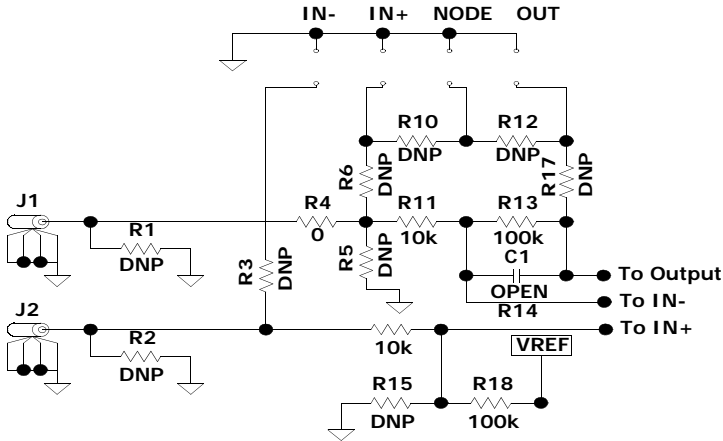 IN- IN+ NODE OUT
R10 R12
DNP DNP
R6 DNP
R17 DNP
J1
R1
DNP
R4
0
R11
10k
R13
100k
R3 DNP
R5 DNP
C1
OPEN
To Output
To IN-
R14
To IN+
J2
R2
DNP
10k
VREF
R15
DNP
R18
100k